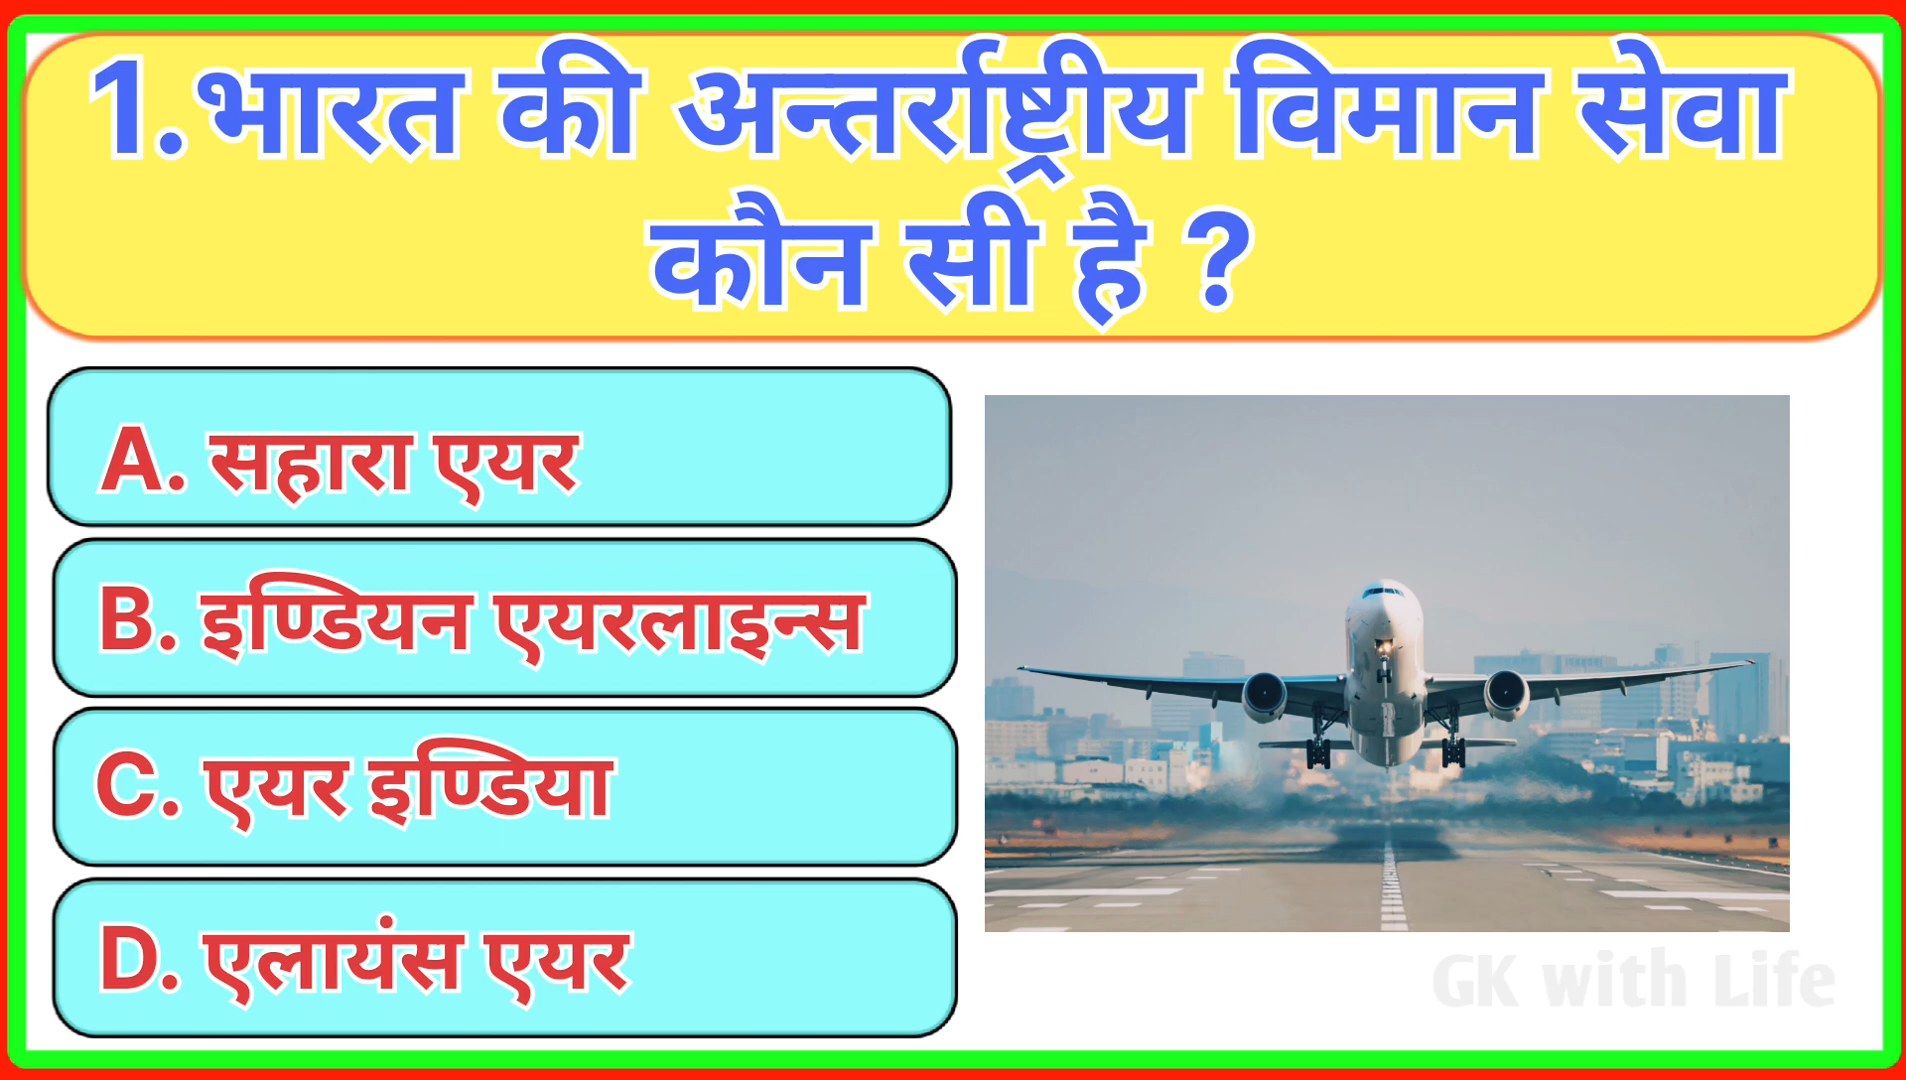 1.भारत की अन्तर्राष्ट्रीय विमान सेवा
कौन सी है ?
A. सहारा एयर
B. इण्डियन एयरलाइन्स
C. एयर इण्डिया
D. एलायंस एयर
GK with Life